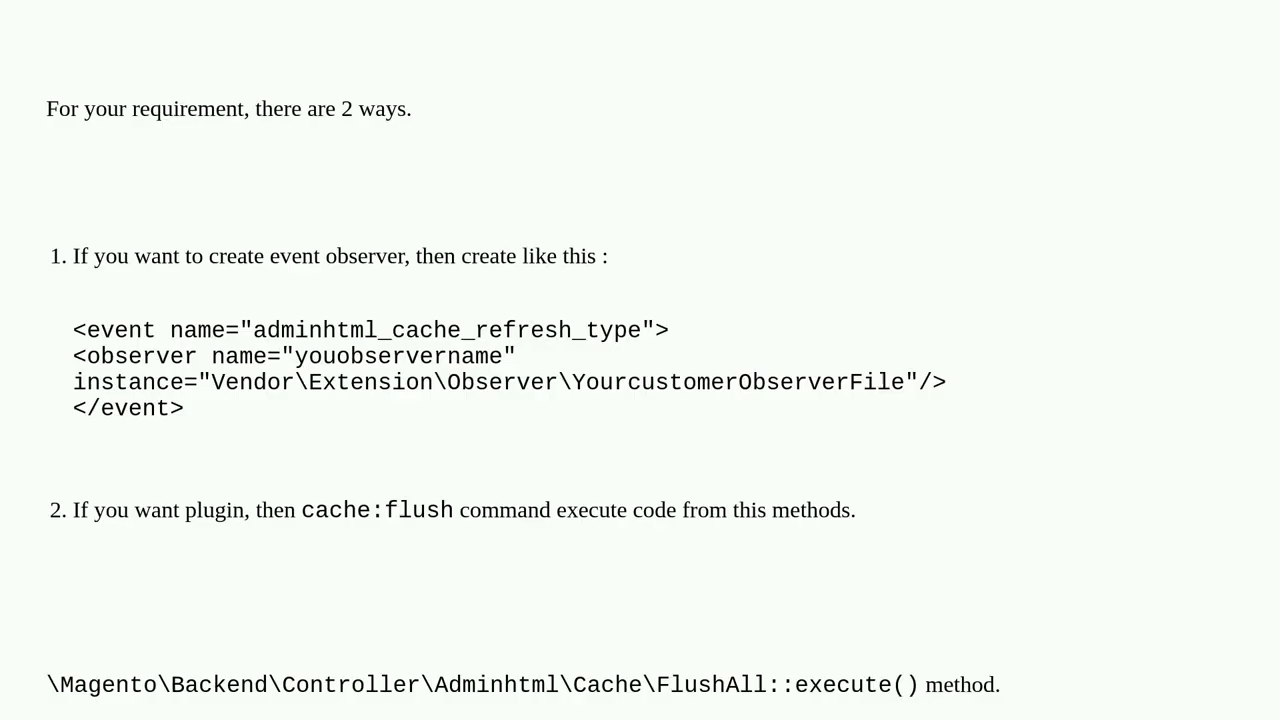 For your requirement, there are 2 ways.
1. If you want to create event observer, then create like this :
<event name="adminhtml_cache_refresh_type">
<observer name="youobservername"
instance="Vendor\Extension\Observer\YourcustomerObserverFile"/>
</event>
2. If you want plugin, then cache:flush command execute code from this methods.
\Magento\Backend\Controller\Adminhtml\Cache\FlushAll::execute() method.